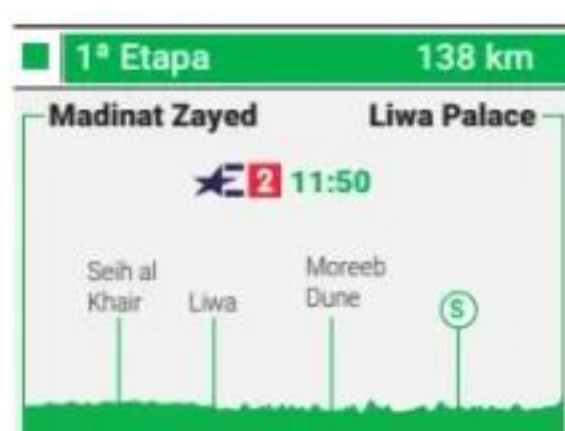 1ª Etapa 138 km
Madinat Zayed Liwa Palace
E 2 11:50
Seih al
Khair
Liwa
Moreeb
Dune
S